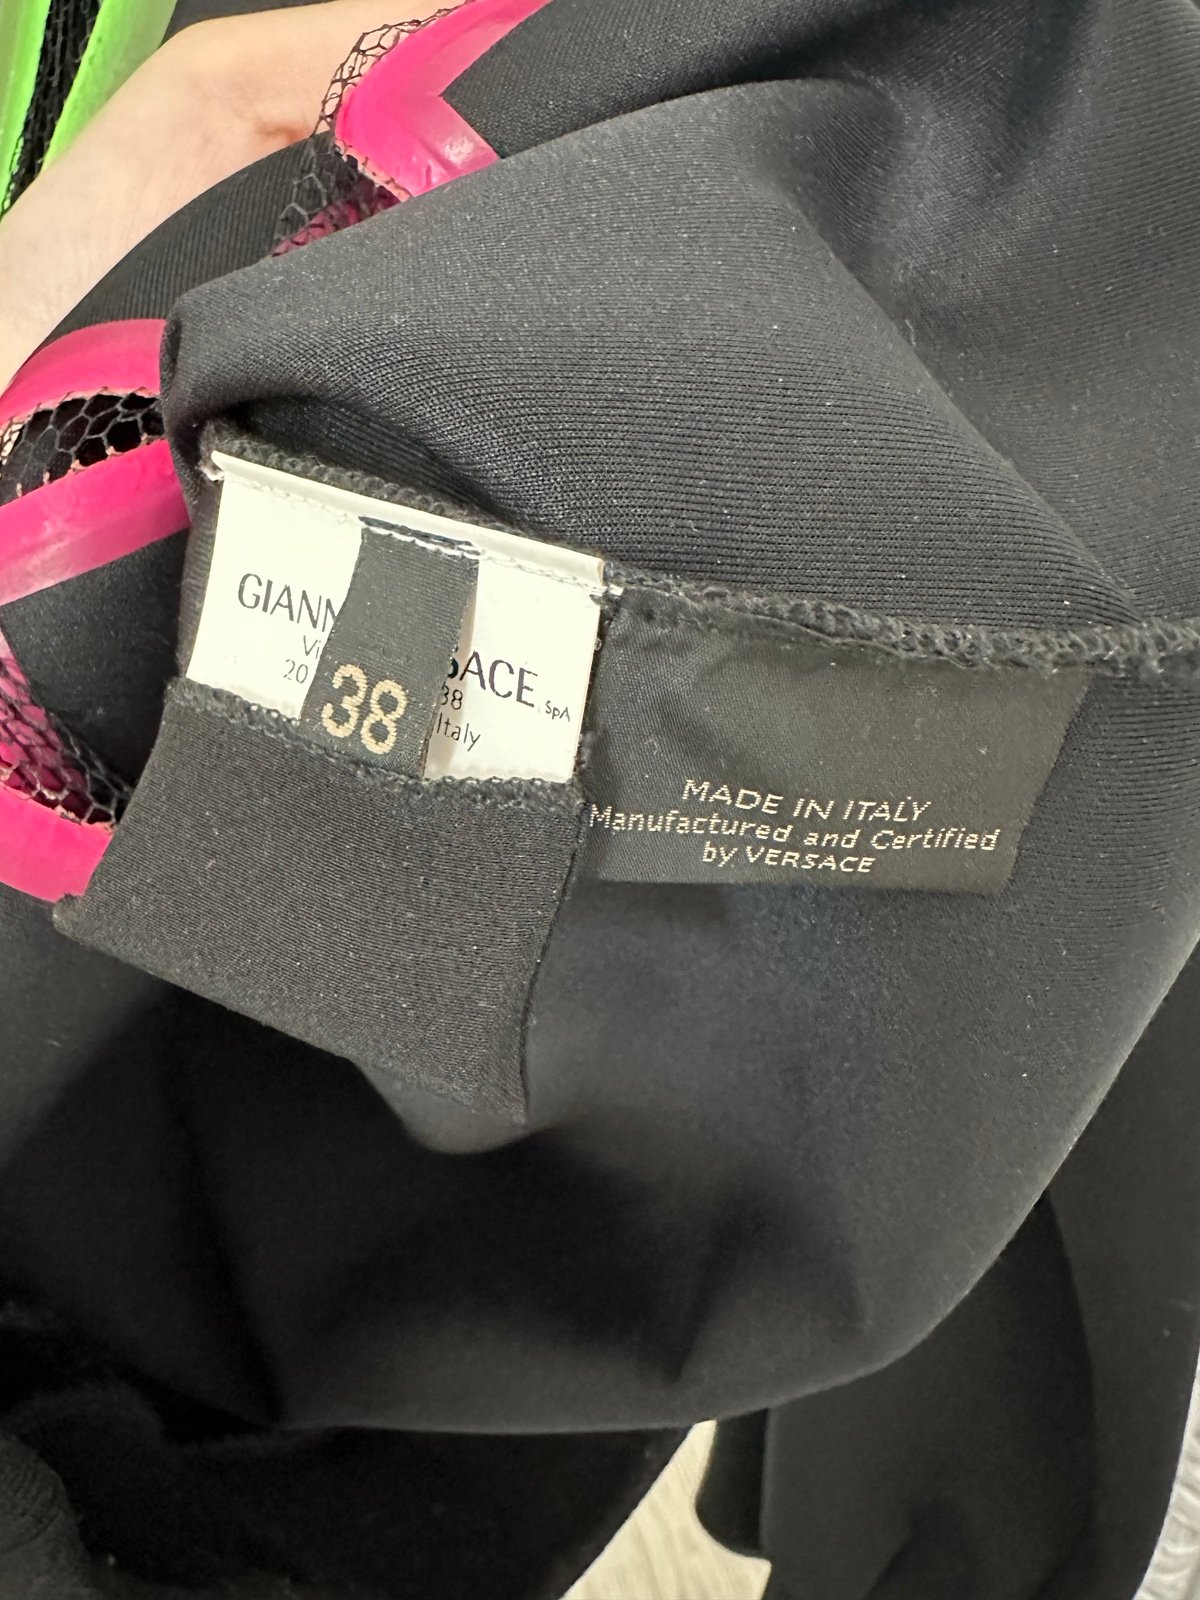 GIANN
SACE SpA
Vi
20
38
Italy
38
MADE IN ITALY
Manufactured and Certified
by VERSACE